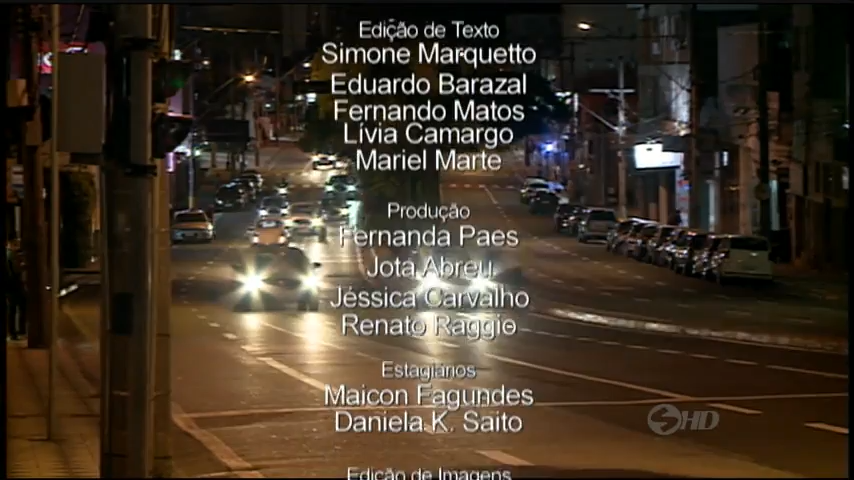 Edição de Texto
Simone Marquetto
Eduardo Barazal
Fernando Matos
Lívia Camargo
Mariel Marte
Produção
Fernanda Paes
Jota Abreu
Jéssica Carvalho
Renato Raggio
Estagiários
Maicon Fagundes
Daniela K. Saito
SHD
Edição de Imagens